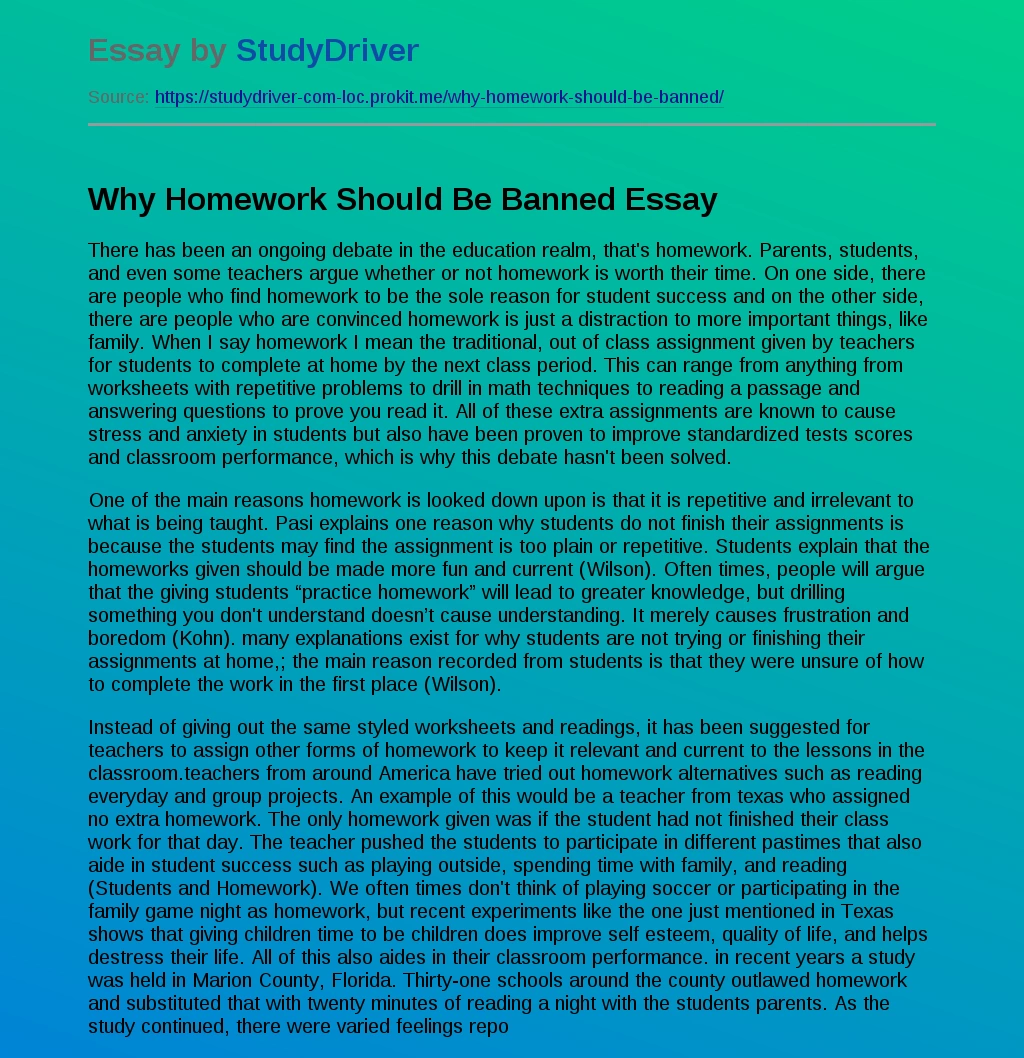 Essay by StudyDriver
Source: https://studydriver-com-loc.prokit.me/why-homework-should-be-banned/
Why Homework Should Be Banned Essay
There has been an ongoing debate in the education realm, that's homework. Parents, students,
and even some teachers argue whether or not homework is worth their time. On one side, there
are people who find homework to be the sole reason for student success and on the other side,
there are people who are convinced homework is just a distraction to more important things, like
family. When I say homework I mean the traditional, out of class assignment given by teachers
for students to complete at home by the next class period. This can range from anything from
worksheets with repetitive problems to drill in math techniques to reading a passage and
answering questions to prove you read it. All of these extra assignments are known to cause
stress and anxiety in students but also have been proven to improve standardized tests scores
and classroom performance, which is why this debate hasn't been solved.
One of the main reasons homework is looked down upon is that it is repetitive and irrelevant to
what is being taught. Pasi explains one reason why students do not finish their assignments is
because the students may find the assignment is too plain or repetitive. Students explain that the
homeworks given should be made more fun and current (Wilson). Often times, people will argue
that the giving students “practice homework” will lead to greater knowledge, but drilling
something you don't understand doesn’t cause understanding. It merely causes frustration and
boredom (Kohn). many explanations exist for why students are not trying or finishing their
assignments at home,; the main reason recorded from students is that they were unsure of how
to complete the work in the first place (Wilson).
Instead of giving out the same styled worksheets and readings, it has been suggested for
teachers to assign other forms of homework to keep it relevant and current to the lessons in the
classroom.teachers from around America have tried out homework alternatives such as reading
everyday and group projects. An example of this would be a teacher from texas who assigned
no extra homework. The only homework given was if the student had not finished their class
work for that day. The teacher pushed the students to participate in different pastimes that also
aide in student success such as playing outside, spending time with family, and reading
(Students and Homework). We often times don't think of playing soccer or participating in the
family game night as homework, but recent experiments like the one just mentioned in Texas
shows that giving children time to be children does improve self esteem, quality of life, and helps
destress their life. All of this also aides in their classroom performance. in recent years a study
was held in Marion County, Florida. Thirty-one schools around the county outlawed homework
and substituted that with twenty minutes of reading a night with the students parents. As the
study continued, there were varied feelings repo